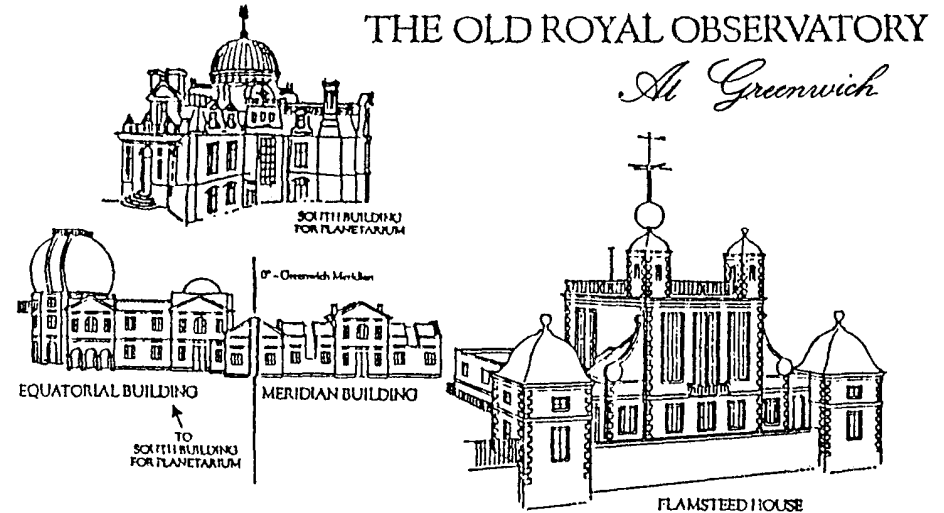 THE OLD ROYAL OBSERVATORY
At Greenwich
SOUTH BUILDING
FOR PLANETARIUM
0° - Greenwich Meridian
EQUATORIAL BUILDING
MERIDIAN BUILDING
TO
SOUTH BUILDING
FOR PLANETARIUM
FLAMSTEED HOUSE